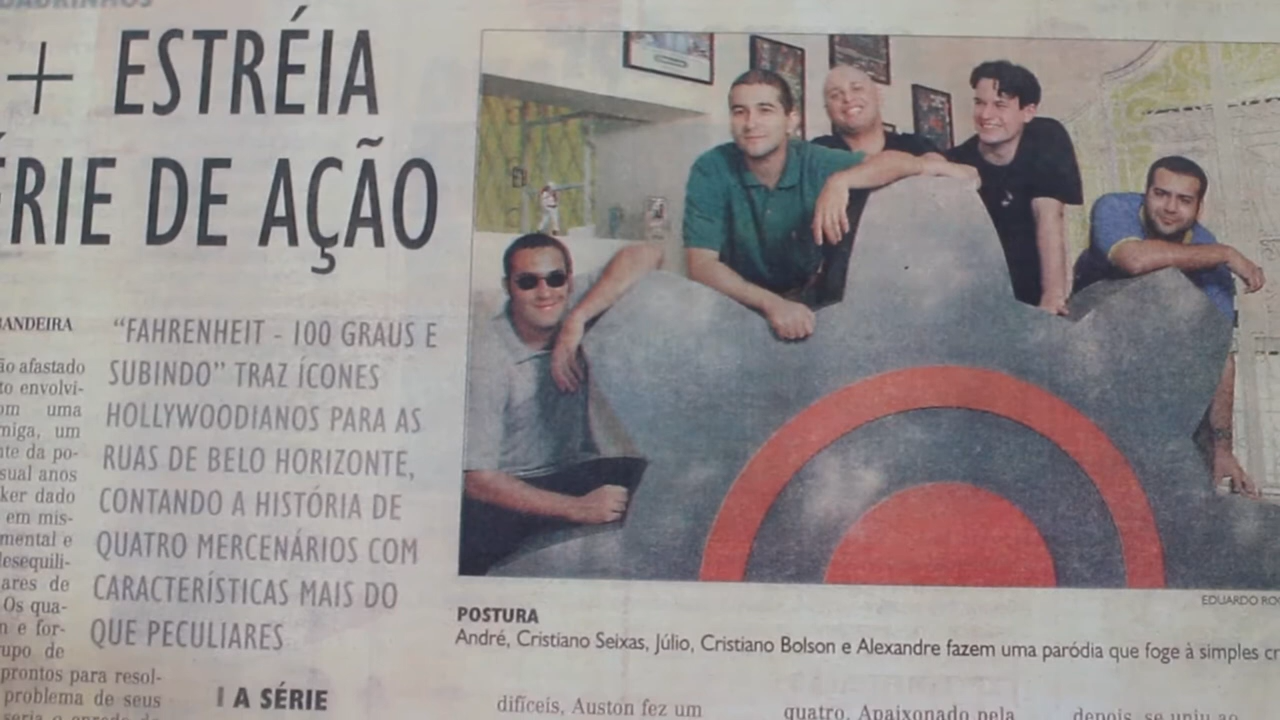 + ESTRÉIA
ÉRIE DE AÇÃO
BANDEIRA
ão afastado
to envolvi-
om uma
miga, um
nte da po-
sual anos
ker dado
em mis-
mental e
desequili-
ares de
Os qua-
n e for-
upo de
prontos para resol-
problema de seus
"FAHRENHEIT - 100 GRAUS E
SUBINDO" TRAZ ÍCONES
HOLLYWOODIANOS PARA AS
RUAS DE BELO HORIZONTE,
CONTANDO A HISTÓRIA DE
QUATRO MERCENÁRIOS COM
CARACTERÍSTICAS MAIS DO
QUE PECULIARES
A SÉRIE
EDUARDO RO
POSTURA
André, Cristiano Seixas, Júlio, Cristiano Bolson e Alexandre fazem uma paródia que foge à simples cr
difíceis, Auston fez um
quatro. Apaixonado pela
depois, se uniu ao